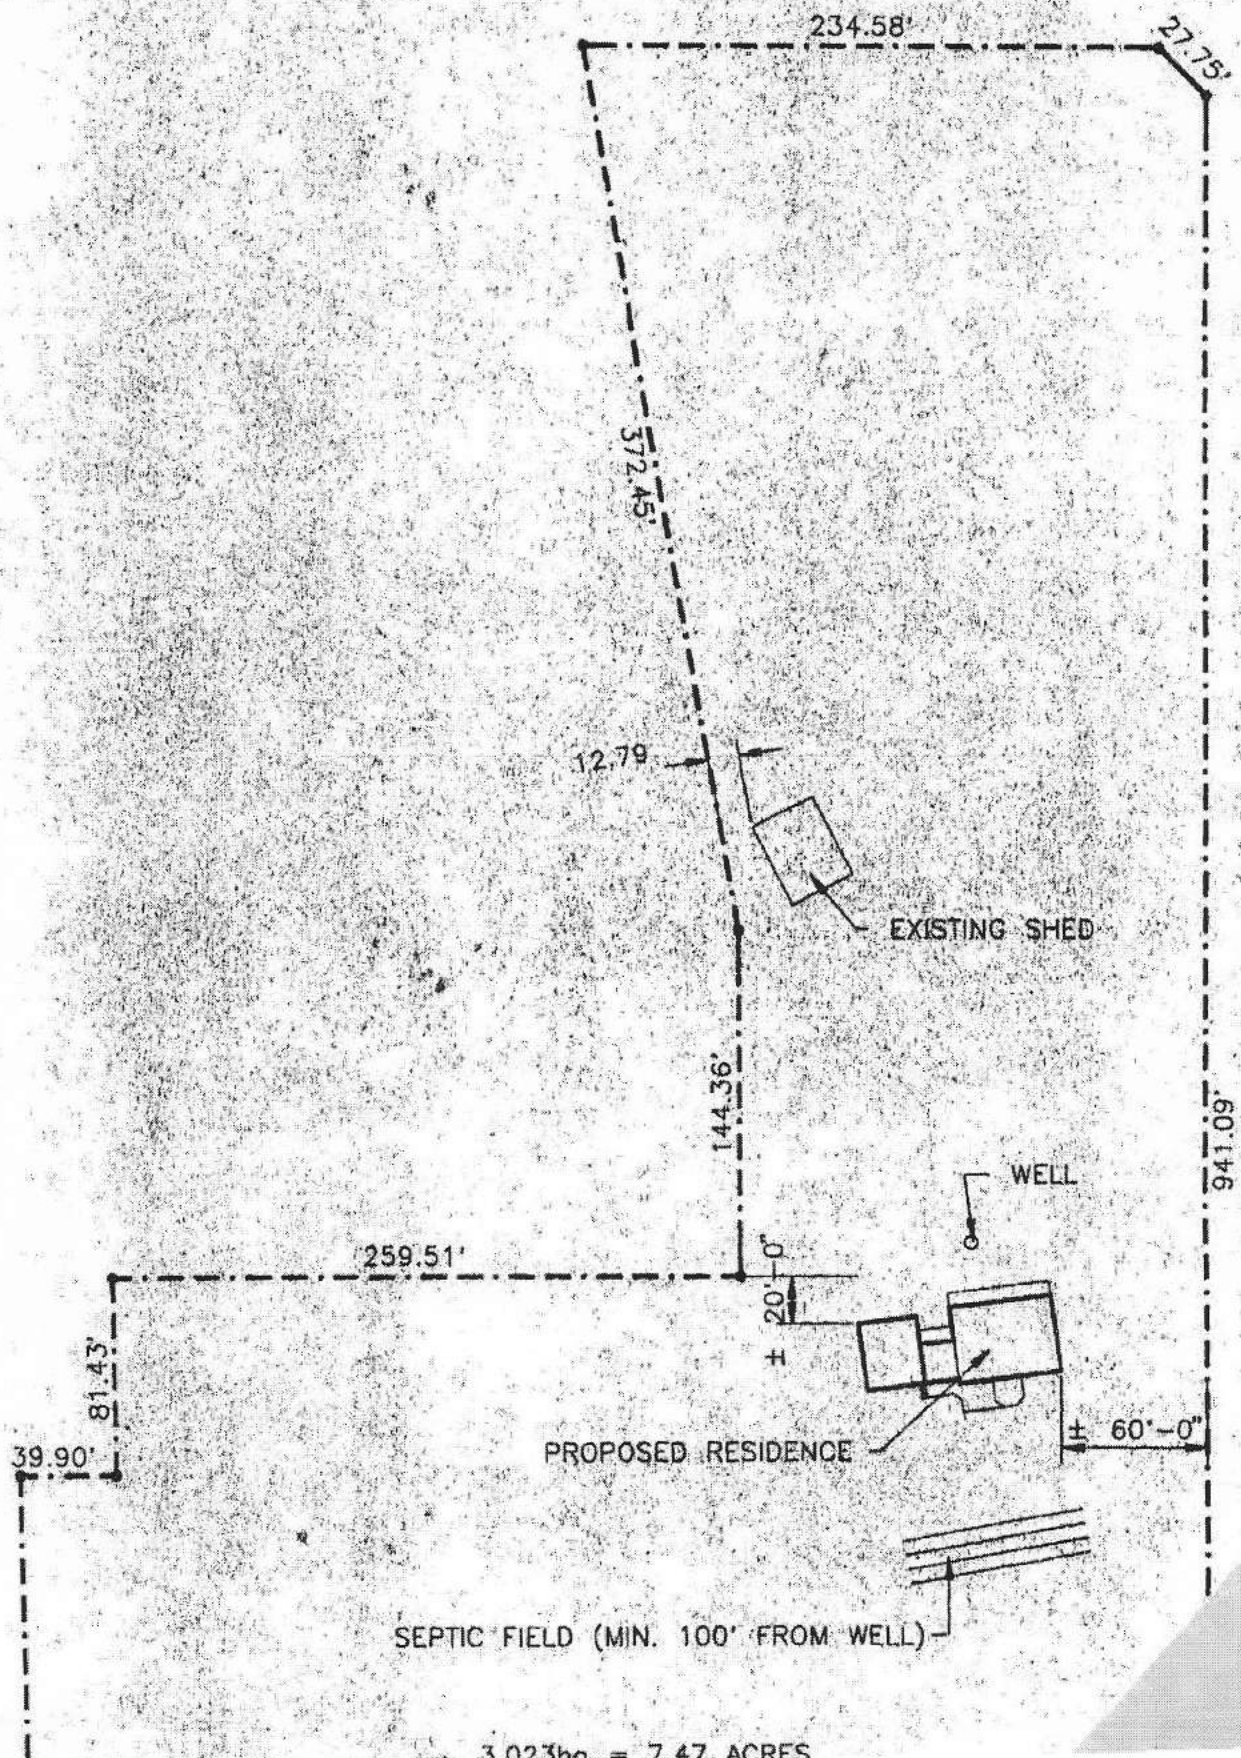 234.58'
27.75'
372.45'
12.79
EXISTING SHED
144.36'
941.09'
WELL
259.51'
± 20'-0"
81.43'
39.90'
PROPOSED RESIDENCE
± 60'-0"
SEPTIC FIELD (MIN. 100' FROM WELL)
3.023ha = 7.47 ACRES